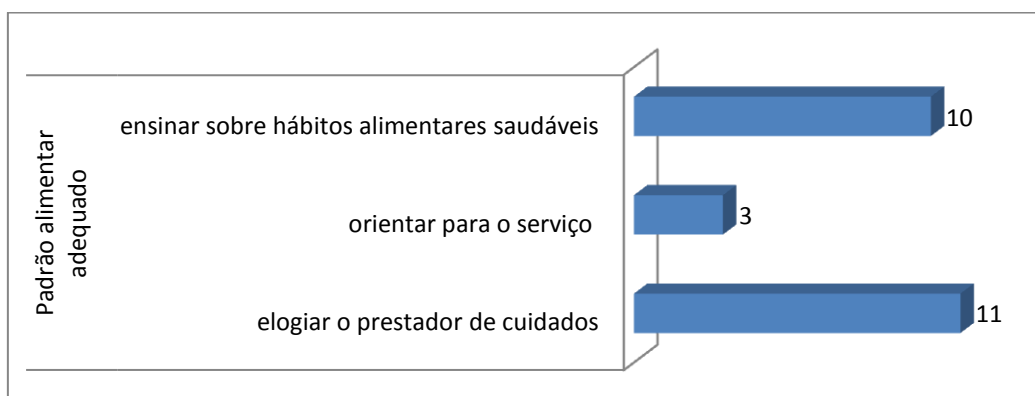 Padrão alimentar
adequado
ensinar sobre hábitos alimentares saudáveis
10
orientar para o serviço
3
elogiar o prestador de cuidados
11